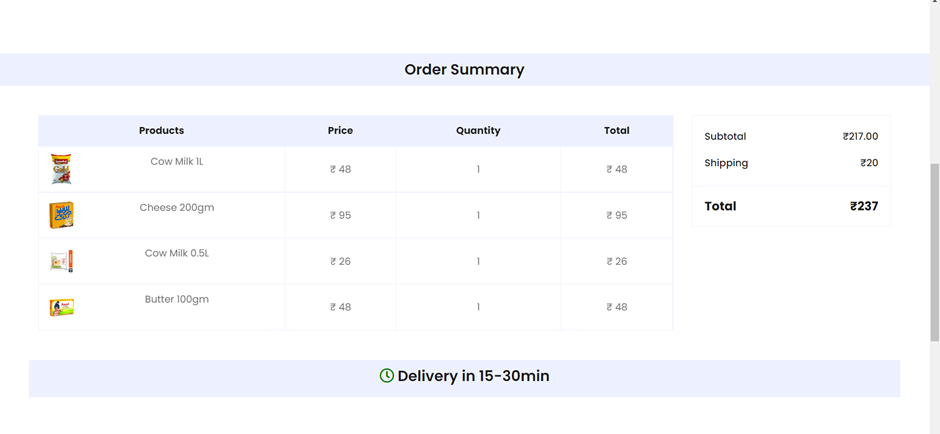 Order Summary
Products Price Quantity Total
Cow Milk 1L ₹ 48 1 ₹ 48
Cheese 200gm ₹ 95 1 ₹ 95
Cow Milk 0.5L ₹ 26 1 ₹ 26
Butter 100gm ₹ 48 1 ₹ 48
Subtotal ₹217.00
Shipping ₹20
Total ₹237
Delivery in 15-30min